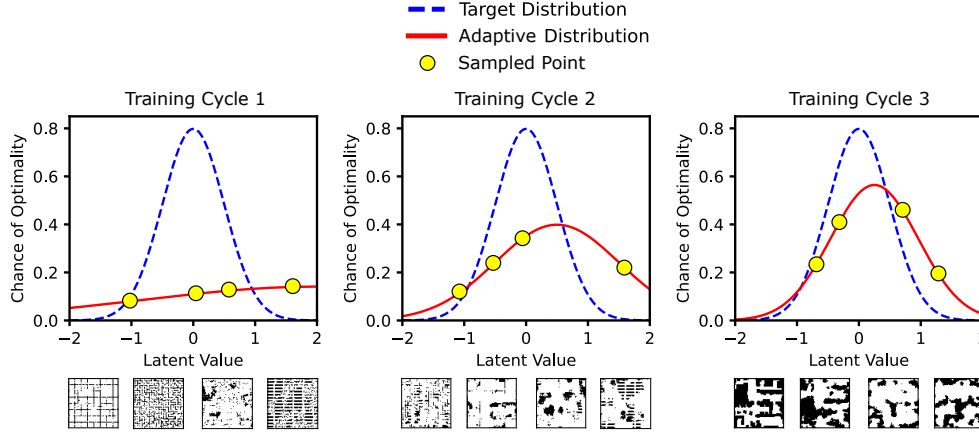 Target Distribution
Adaptive Distribution
Sampled Point
Training Cycle 1
Chance of Optimality
0.8
0.6
0.4
0.2
0.0
−2 −1 0 1 2
Latent Value
Training Cycle 2
Chance of Optimality
0.8
0.6
0.4
0.2
0.0
−2 −1 0 1 2
Latent Value
Training Cycle 3
Chance of Optimality
0.8
0.6
0.4
0.2
0.0
−2 −1 0 1
Latent Value